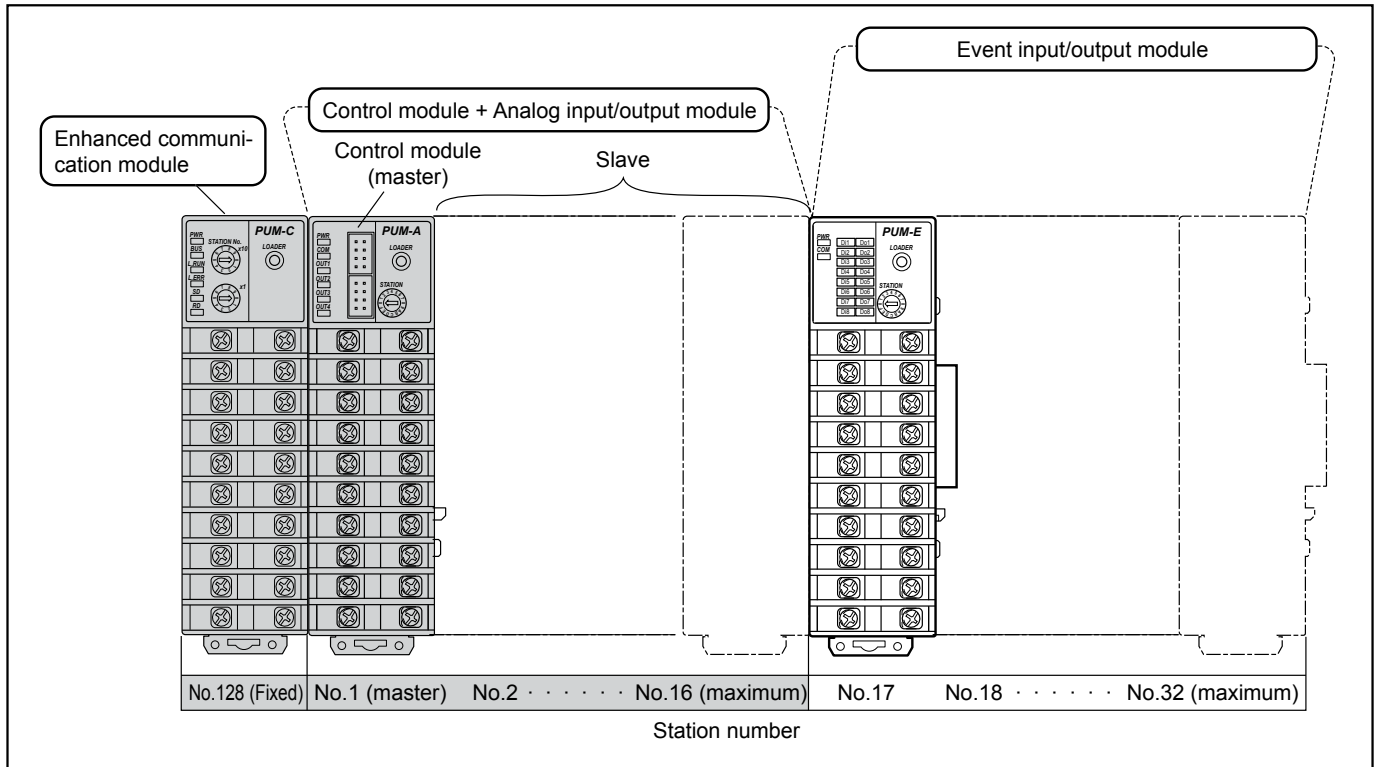 Event input/output module
Control module + Analog input/output module
Enhanced communi-
cation module
Control module
(master)
Slave
PWR
BUS
L.RUN
L.ERR
SD
RD
STATION No.
x10
x1
PUM-C
LOADER
PWR
COM
OUT1
OUT2
OUT3
OUT4
PUM-A
LOADER
STATION
PWR
COM
Di1 Do1
Di2 Do2
Di3 Do3
Di4 Do4
Di5 Do5
Di6 Do6
Di7 Do7
Di8 Do8
PUM-E
LOADER
STATION
No.128 (Fixed) No.1 (master) No.2 · · · · · · No.16 (maximum) No.17 No.18 · · · · · · No.32 (maximum)
Station number